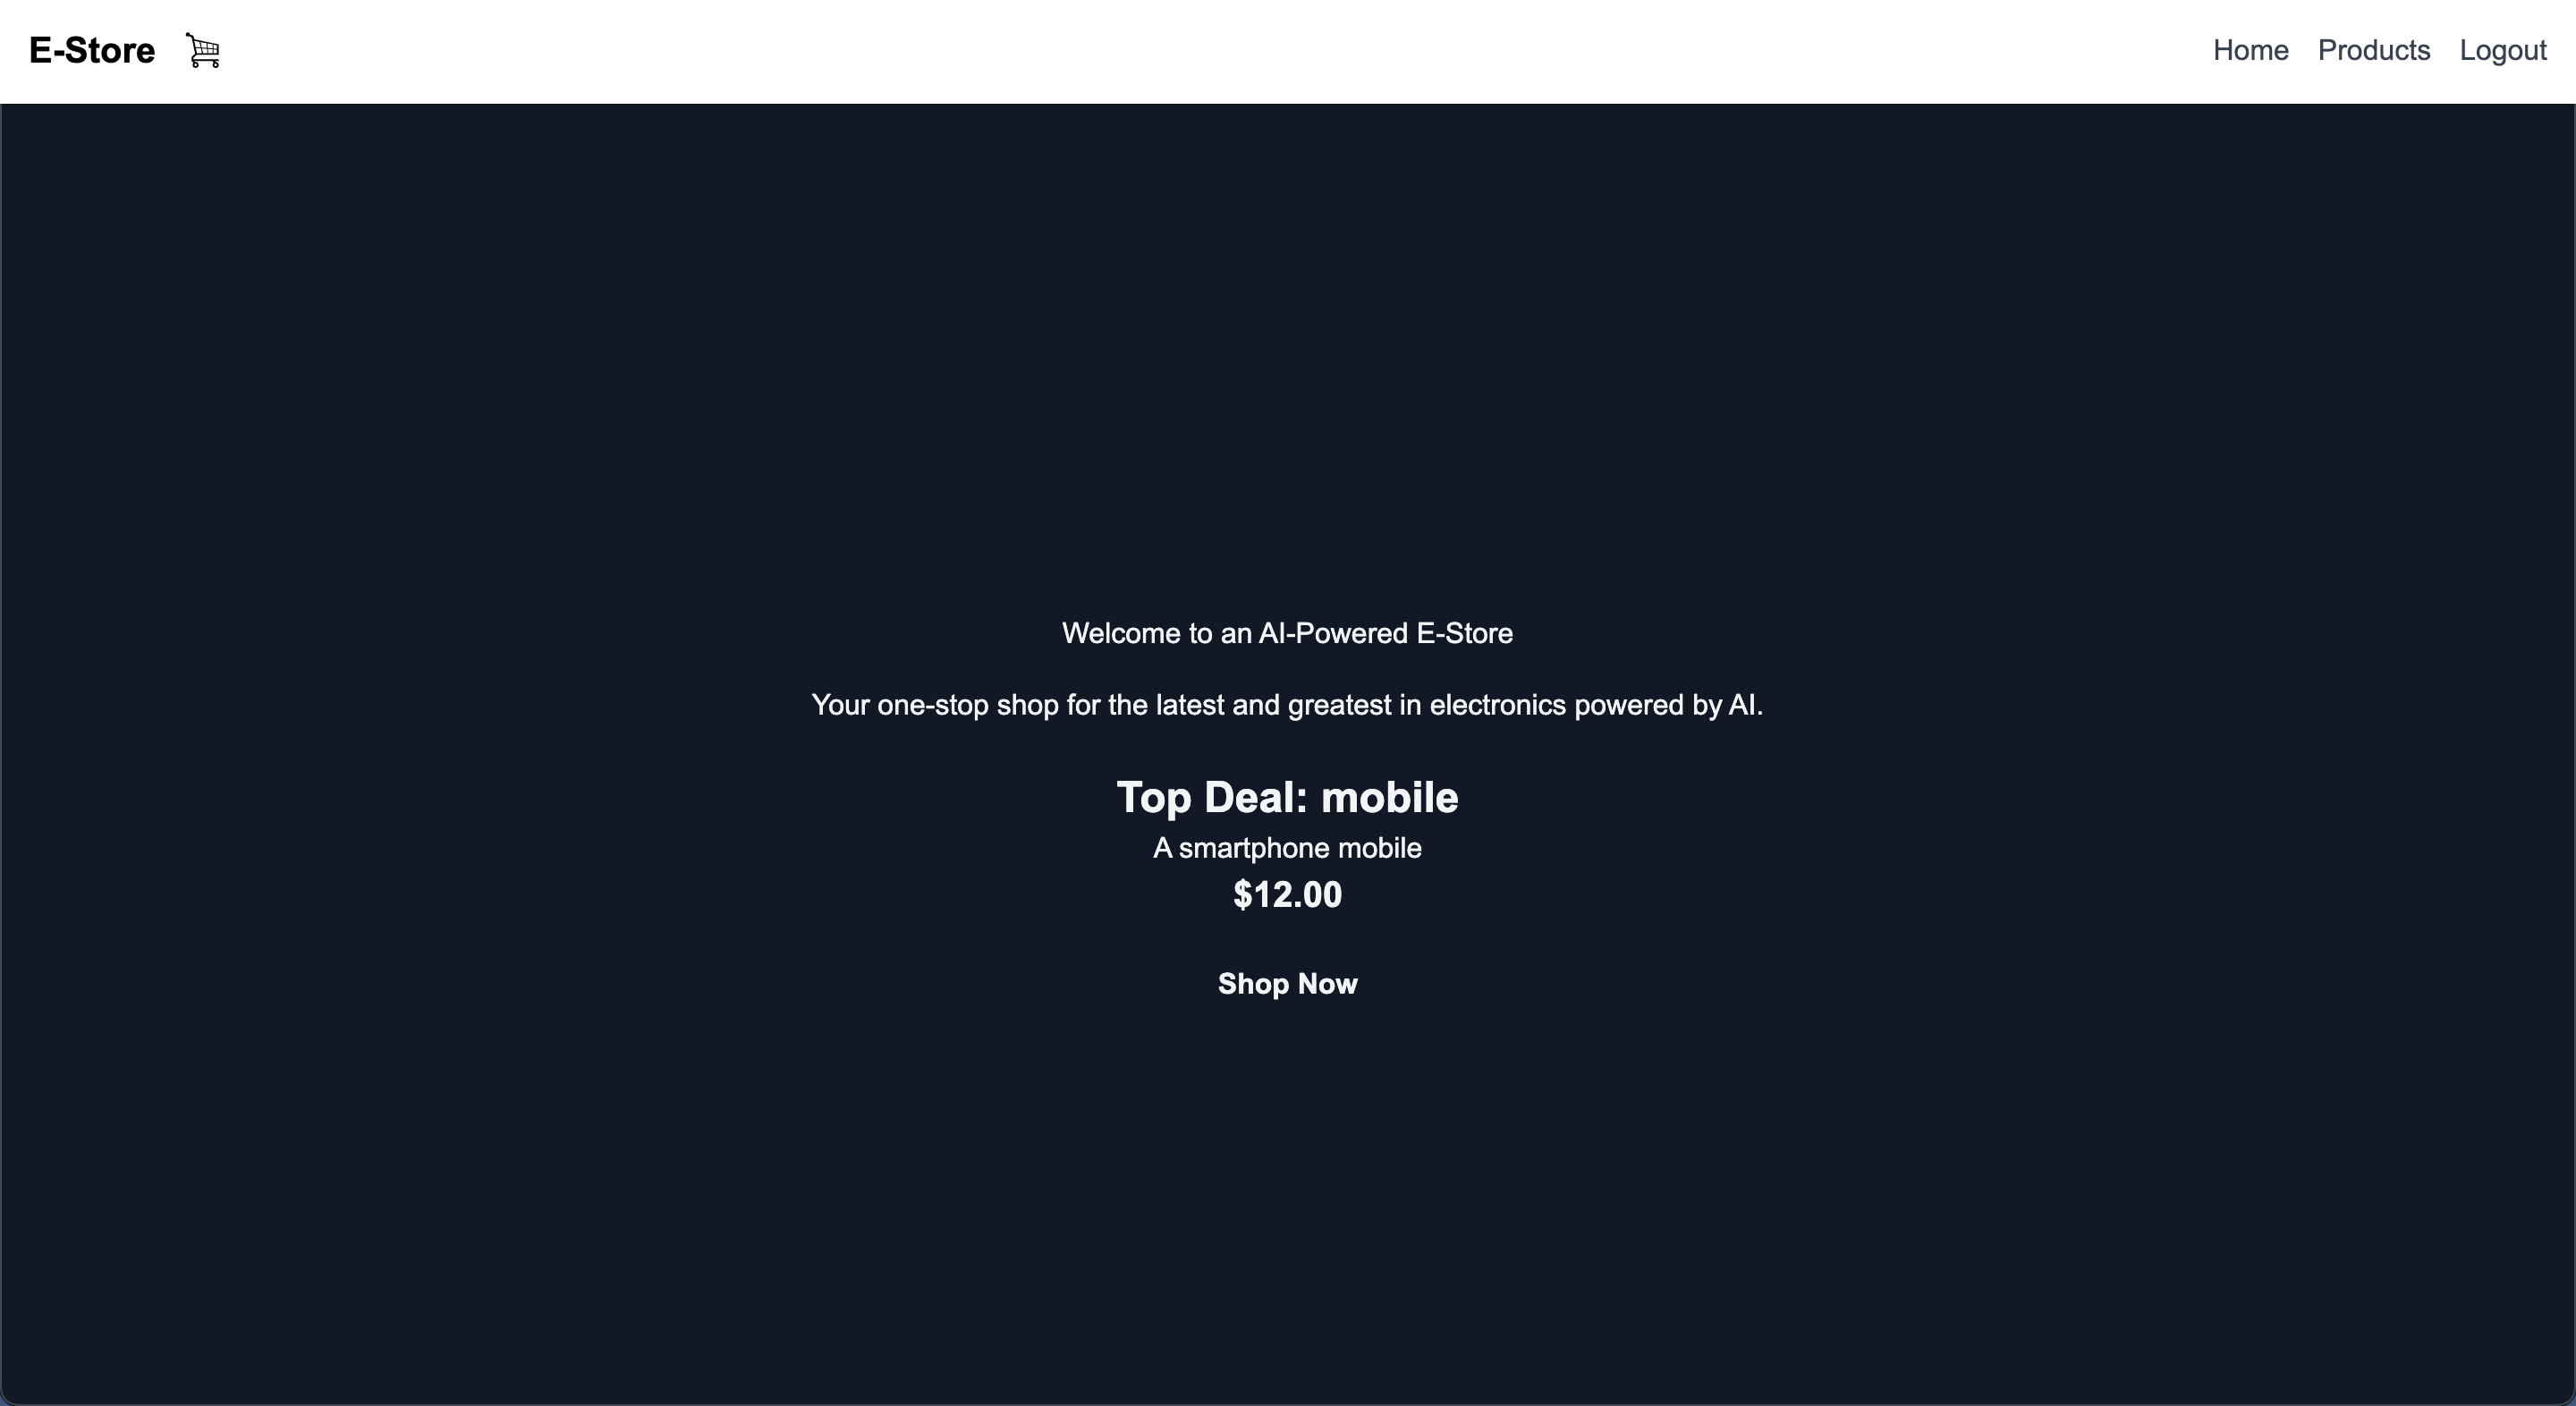 E-Store
Home Products Logout
Welcome to an AI-Powered E-Store
Your one-stop shop for the latest and greatest in electronics powered by AI.
Top Deal: mobile
A smartphone mobile
$12.00
Shop Now